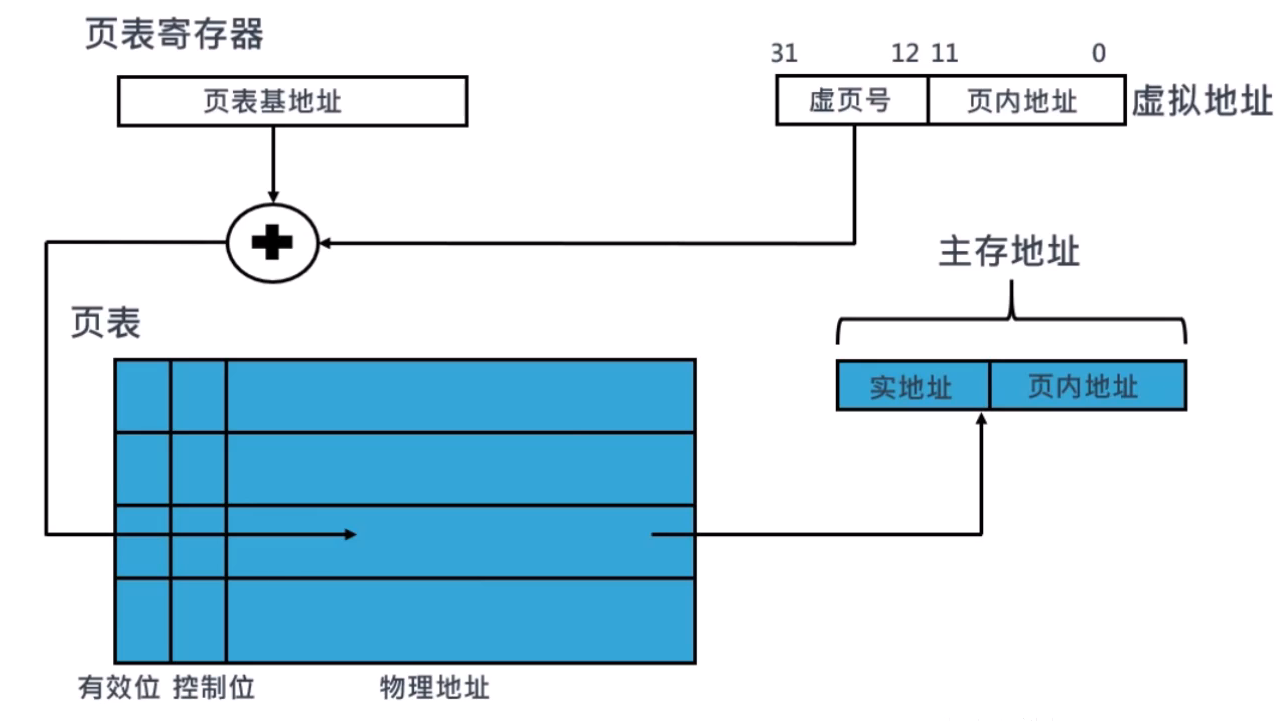 页表寄存器
31 12 11 0
页表基地址
虚页号 页内地址 虚拟地址
主存地址
页表
实地址 页内地址
有效位 控制位 物理地址